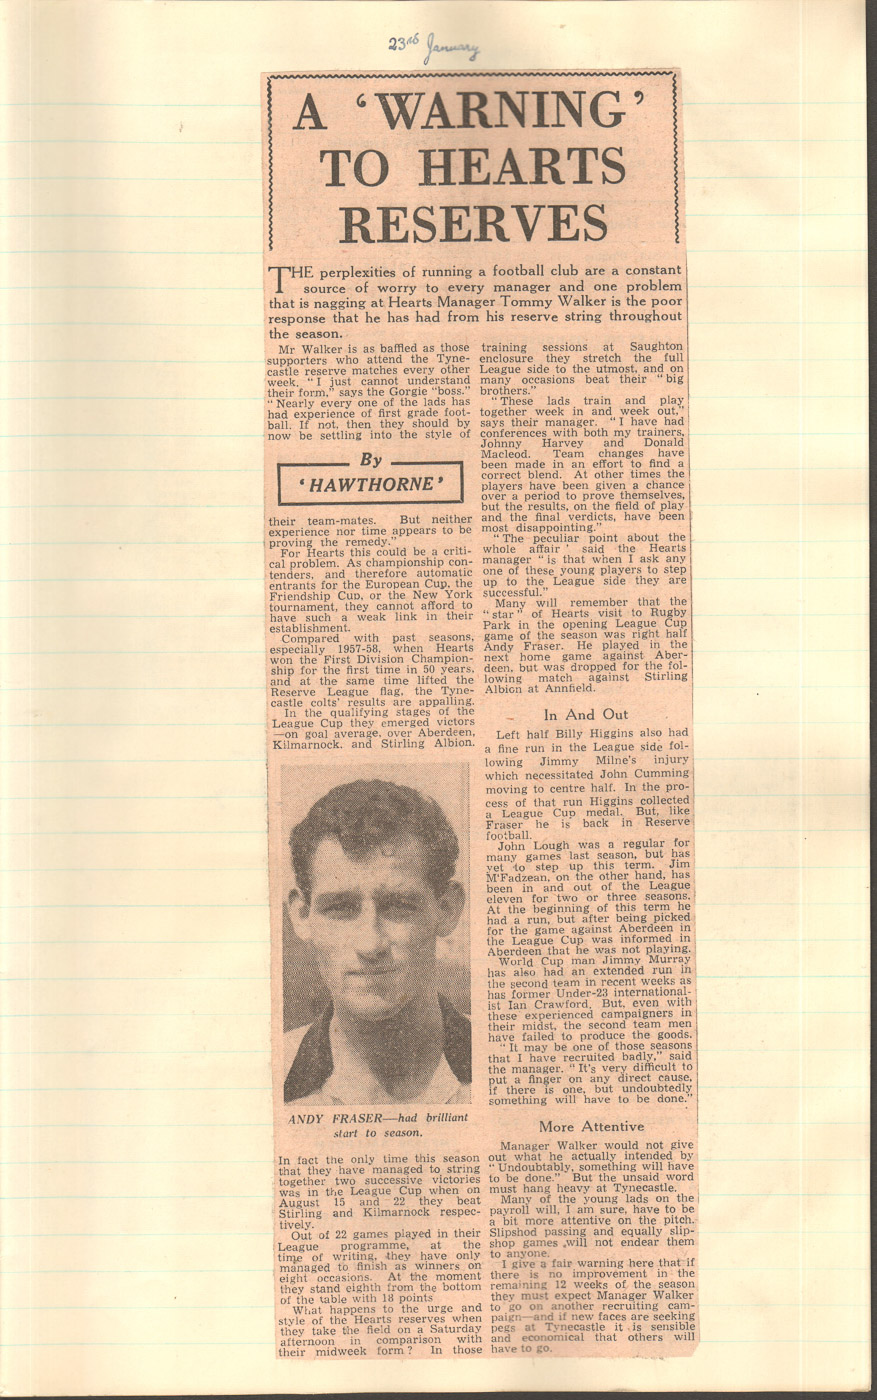 23rd January
A ‘WARNING’
TO HEARTS
RESERVES
THE perplexities of running a football club are a constant
source of worry to every manager and one problem
that is nagging at Hearts Manager Tommy Walker is the poor
response that he has had from his reserve string throughout
the season.
Mr Walker is as baffled as those
supporters who attend the Tyne-
castle reserve matches every other
week. “I just cannot understand
their form,” says the Gorgie “boss.”
“Nearly every one of the lads has
had experience of first grade foot-
ball. If not, then they should by
now be settling into the style of
By
‘HAWTHORNE’
their team-mates. But neither
experience nor time appears to be
proving the remedy.”
For Hearts this could be a criti-
cal problem. As championship con-
tenders, and therefore automatic
entrants for the European Cup, the
Friendship Cup, or the New York
tournament, they cannot afford to
have such a weak link in their
establishment.
Compared with past seasons,
especially 1957-58, when Hearts
won the First Division Champion-
ship for the first time in 50 years,
and at the same time lifted the
Reserve League flag, the Tyne-
castle colts’ results are appalling.
In the qualifying stages of the
League Cup they emerged victors
—on goal average, over Aberdeen,
Kilmarnock, and Stirling Albion.
ANDY FRASER—had brilliant
start to season.
In fact the only time this season
that they have managed to string
together two successive victories
was in the League Cup when on
August 15 and 22 they beat
Stirling and Kilmarnock respec-
tively.
Out of 22 games played in their
League programme, at the
time of writing, they have only
managed to finish as winners on
eight occasions. At the moment
they stand eighth from the bottom
of the table with 18 points
What happens to the urge and
style of the Hearts reserves when
they take the field on a Saturday
afternoon in comparison with
their midweek form? In those
training sessions at Saughton
enclosure they stretch the full
League side to the utmost, and on
many occasions beat their “big
brothers.”
“These lads train and play
together week in and week out,”
says their manager. “I have had
conferences with both my trainers,
Johnny Harvey and Donald
Macleod. Team changes have
been made in an effort to find a
correct blend. At other times the
players have been given a chance
over a period to prove themselves,
but the results, on the field of play
and the final verdicts, have been
most disappointing.”
“The peculiar point about the
whole affair’ said the Hearts
manager “is that when I ask any
one of these young players to step
up to the League side they are
successful.”
Many will remember that the
“star” of Hearts visit to Rugby
Park in the opening League Cup
game of the season was right half
Andy Fraser. He played in the
next home game against Aber-
deen, but was dropped for the fol-
lowing match against Stirling
Albion at Annfield.
In And Out
Left half Billy Higgins also had
a fine run in the League side fol-
lowing Jimmy Milne’s injury
which necessitated John Cumming
moving to centre half. In the pro-
cess of that run Higgins collected
a League Cup medal. But, like
Fraser he is back in Reserve
football.
John Lough was a regular for
many games last season, but has
yet to step up this term. Jim
M‘Fadzean, on the other hand, has
been in and out of the League
eleven for two or three seasons.
At the beginning of this term he
had a run, but after being picked
for the game against Aberdeen in
the League Cup was informed in
Aberdeen that he was not playing.
World Cup man Jimmy Murray
has also had an extended run in
the second team in recent weeks as
has former Under-23 international-
ist Ian Crawford. But, even with
these experienced campaigners in
their midst, the second team men
have failed to produce the goods.
“It may be one of those seasons
that I have recruited badly,” said
the manager. “It’s very difficult to
put a finger on any direct cause,
if there is one, but undoubtedly
something will have to be done.”
More Attentive
Manager Walker would not give
out what he actually intended by
“Undoubtably, something will have
to be done.” But the unsaid word
must hang heavy at Tynecastle.
Many of the young lads on the
payroll will, I am sure, have to be
a bit more attentive on the pitch.
Slipshod passing and equally slip-
shop games will not endear them
to anyone.
I give a fair warning here that if
there is no improvement in the
remaining 12 weeks of the season
they must expect Manager Walker
to go on another recruiting cam-
paign—and if new faces are seeking
pegs at Tynecastle it is sensible
and economical that others will
have to go.